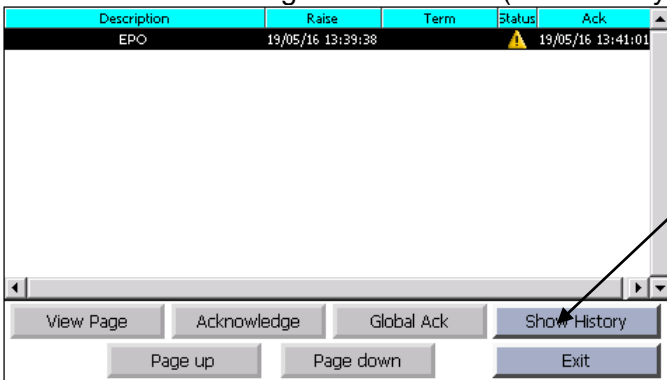 Description Raise Term Status Ack
EPO 19/05/16 13:39:38 19/05/16 13:41:01
View Page Acknowledge Global Ack Show History
Page up Page down Exit